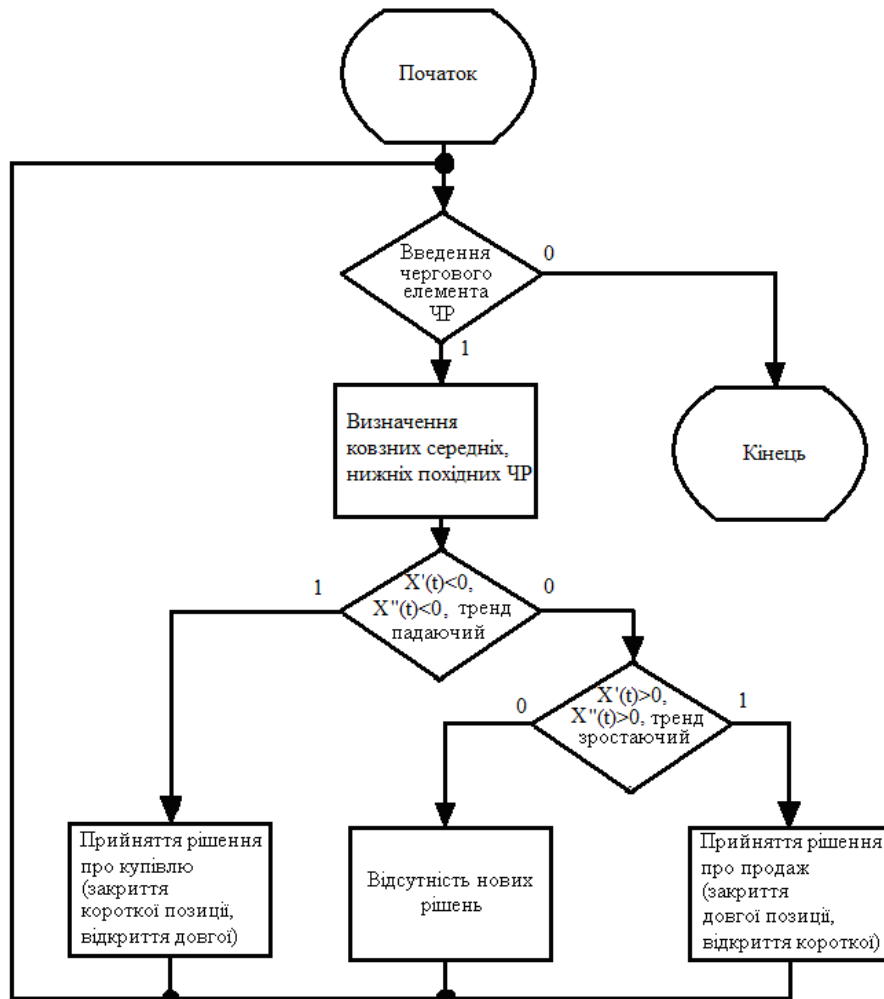 Початок
Введення
чергового
елемента
ЧР
0
1
Визначення
ковзних середніх,
нижніх похідних ЧР
Кінець
1
X'(t)<0,
X''(t)<0, тренд
падаючий
0
0
X'(t)>0,
X''(t)>0, тренд
зростаючий
1
Прийняття рішення
про купівлю
(закриття
короткої позиції,
відкриття довгої)
Відсутність нових
рішень
Прийняття рішення
про продаж
(закриття
довгої позиції,
відкриття короткої)